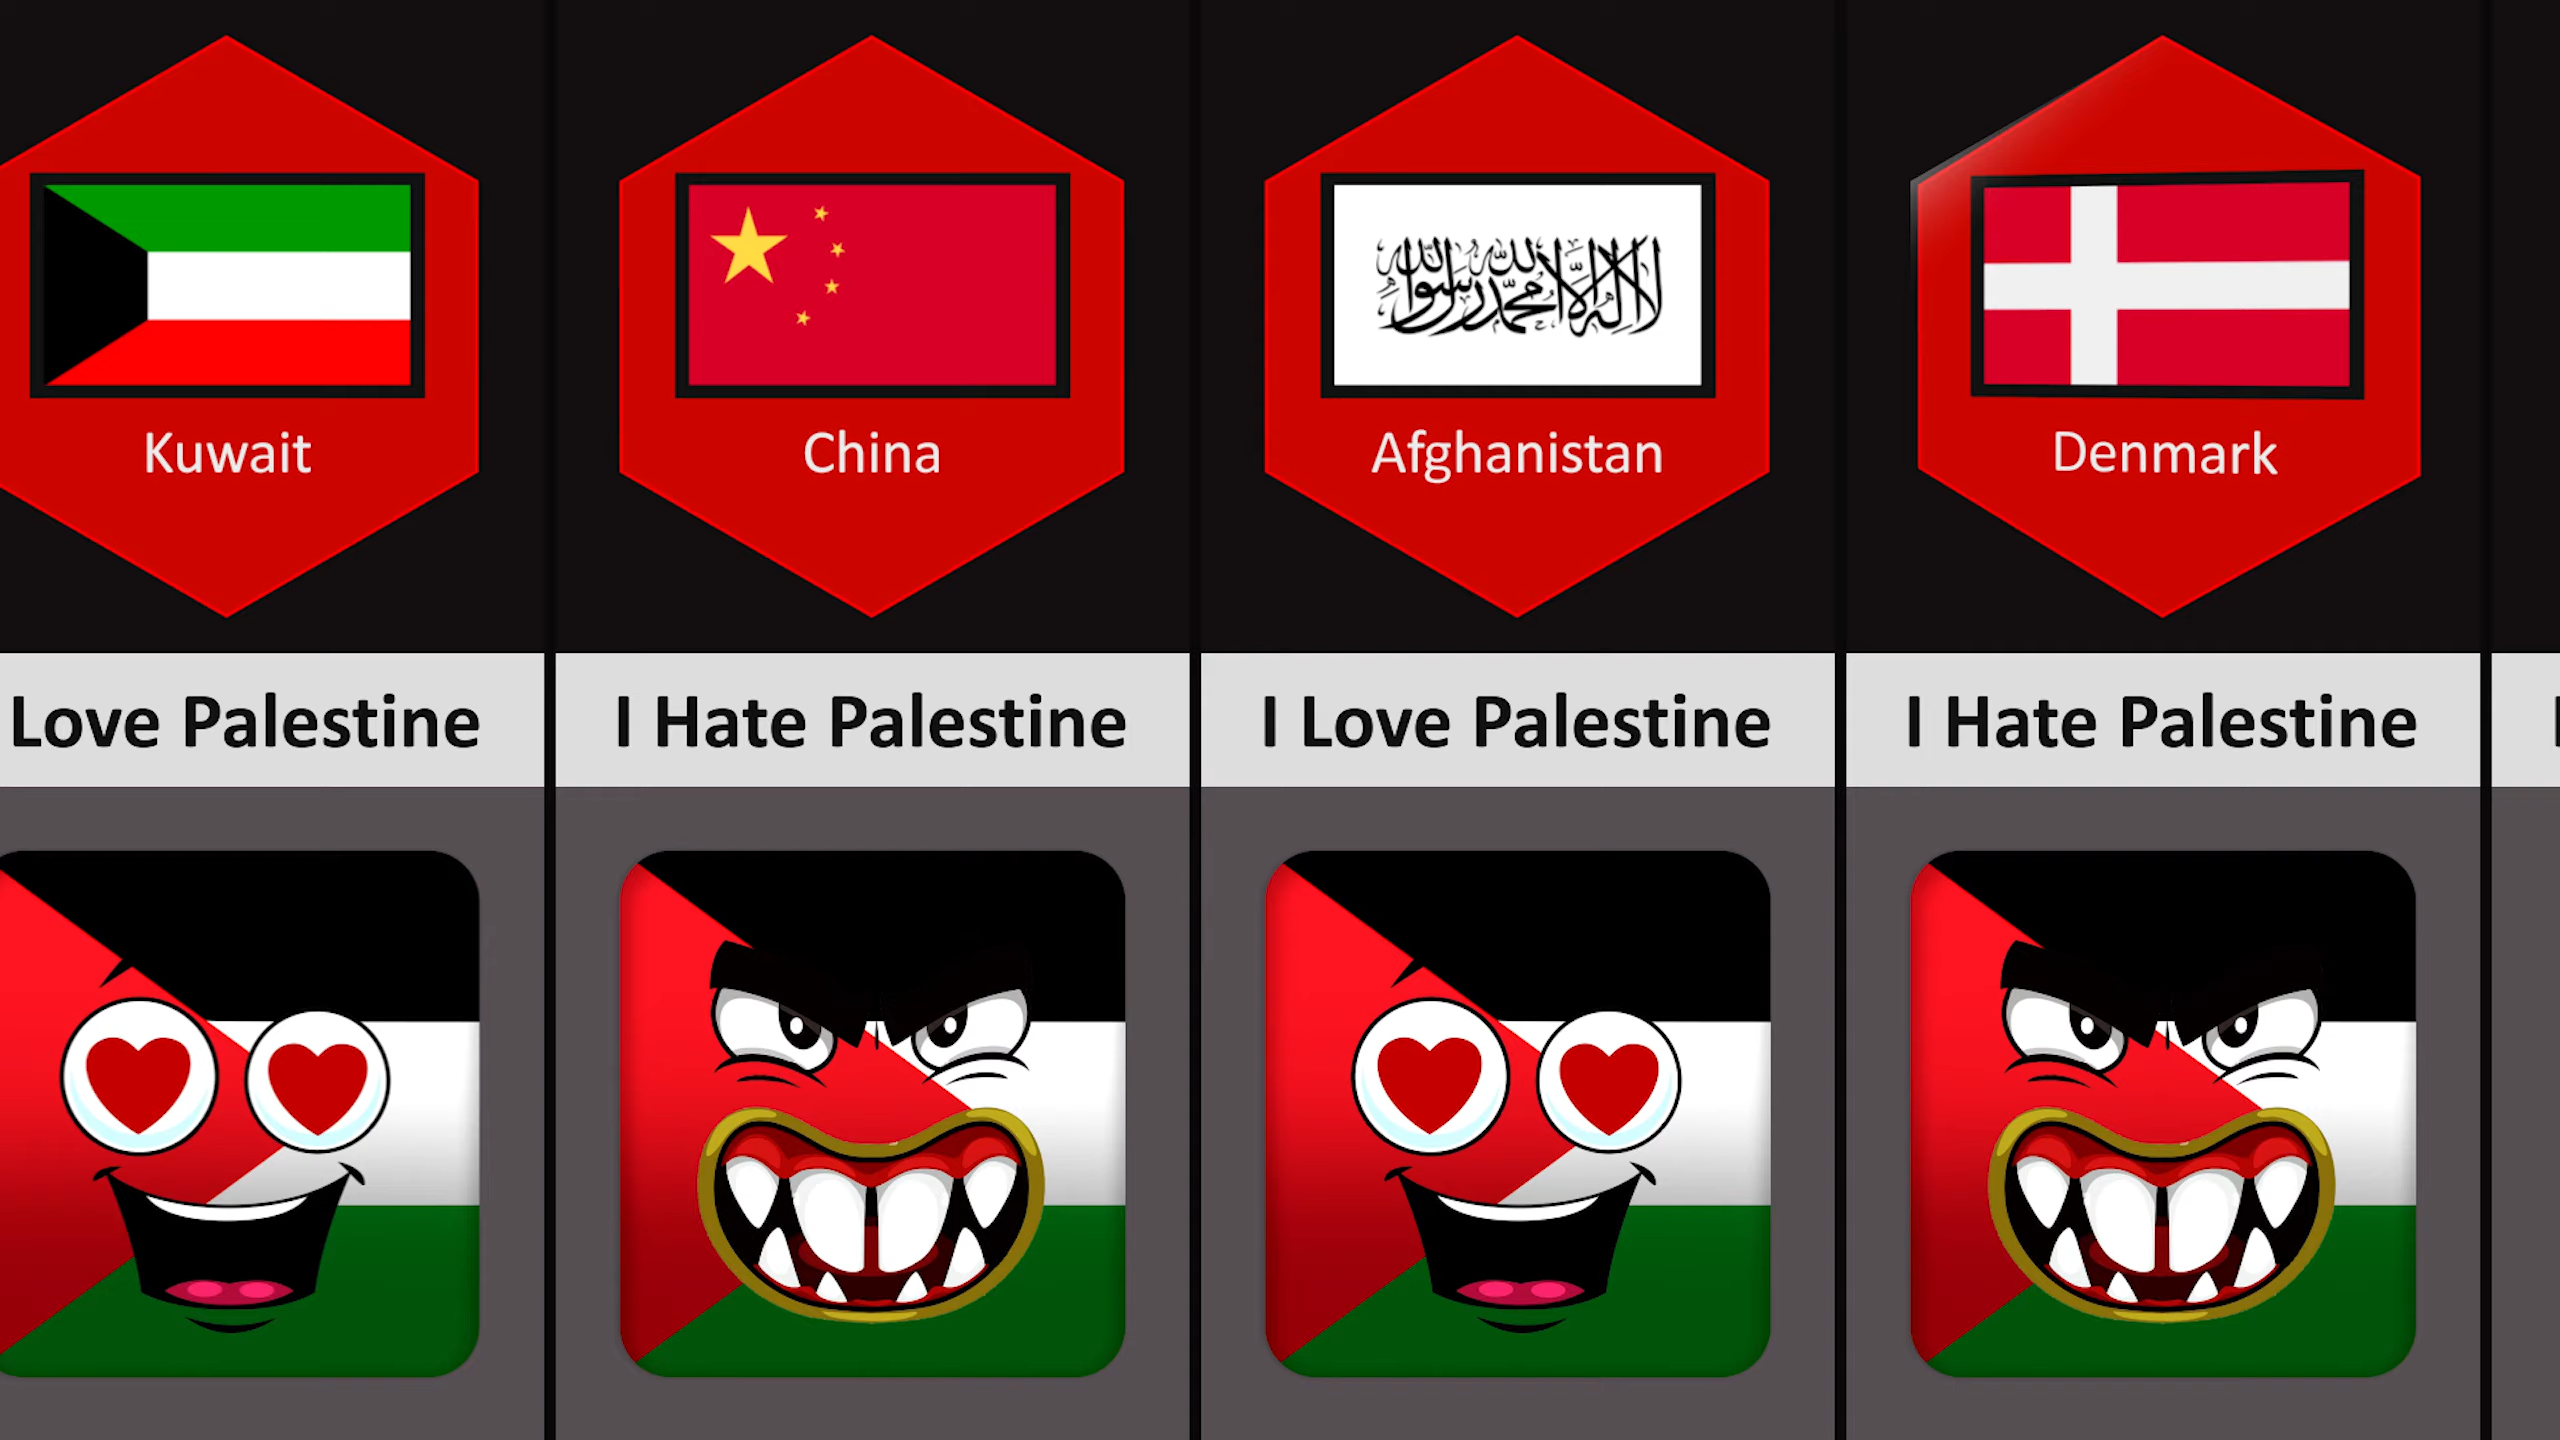 Kuwait
China
Afghanistan
Denmark
لا إله إلا الله محمد رسول الله
Love Palestine
I Hate Palestine
I Love Palestine
I Hate Palestine